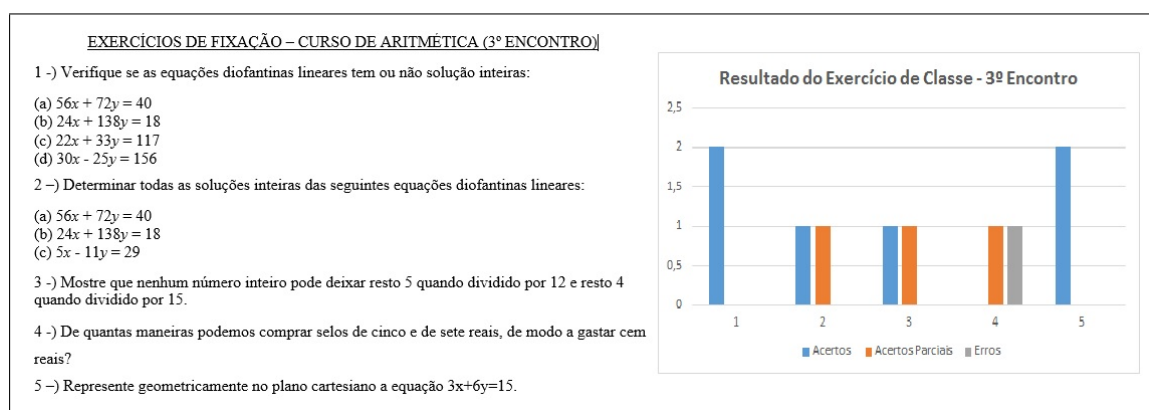 EXERCÍCIOS DE FIXAÇÃO – CURSO DE ARITMÉTICA (3º ENCONTRO)
1 -) Verifique se as equações diofantinas lineares tem ou não solução inteiras:
(a) 56x + 72y = 40
(b) 24x + 138y = 18
(c) 22x + 33y = 117
(d) 30x - 25y = 156
2 –) Determinar todas as soluções inteiras das seguintes equações diofantinas lineares:
(a) 56x + 72y = 40
(b) 24x + 138y = 18
(c) 5x - 11y = 29
3 -) Mostre que nenhum número inteiro pode deixar resto 5 quando dividido por 12 e resto 4
quando dividido por 15.
4 -) De quantas maneiras podemos comprar selos de cinco e de sete reais, de modo a gastar cem
reais?
5 –) Represente geometricamente no plano cartesiano a equação 3x+6y=15.
Resultado do Exercício de Classe - 3º Encontro
2,5
2
1,5
1
0,5
0
1 2 3 4 5
Acertos Acertos Parciais Erros